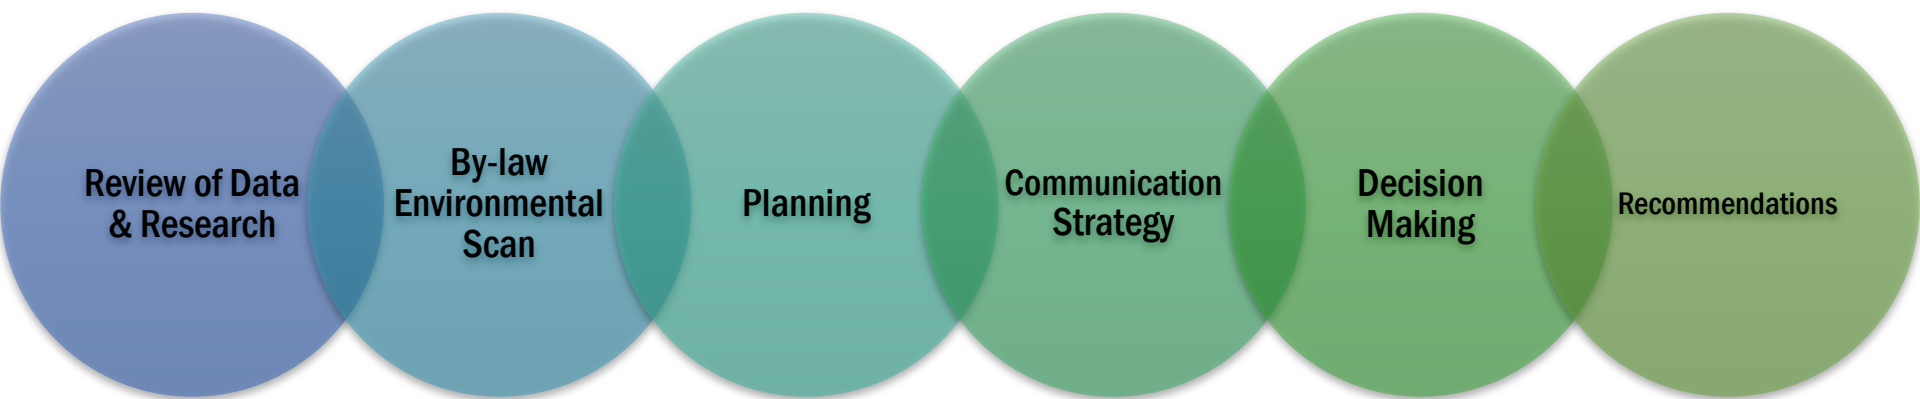 Review of Data
& Research
By-law
Environmental
Scan
Planning
Communication
Strategy
Decision
Making
Recommendations